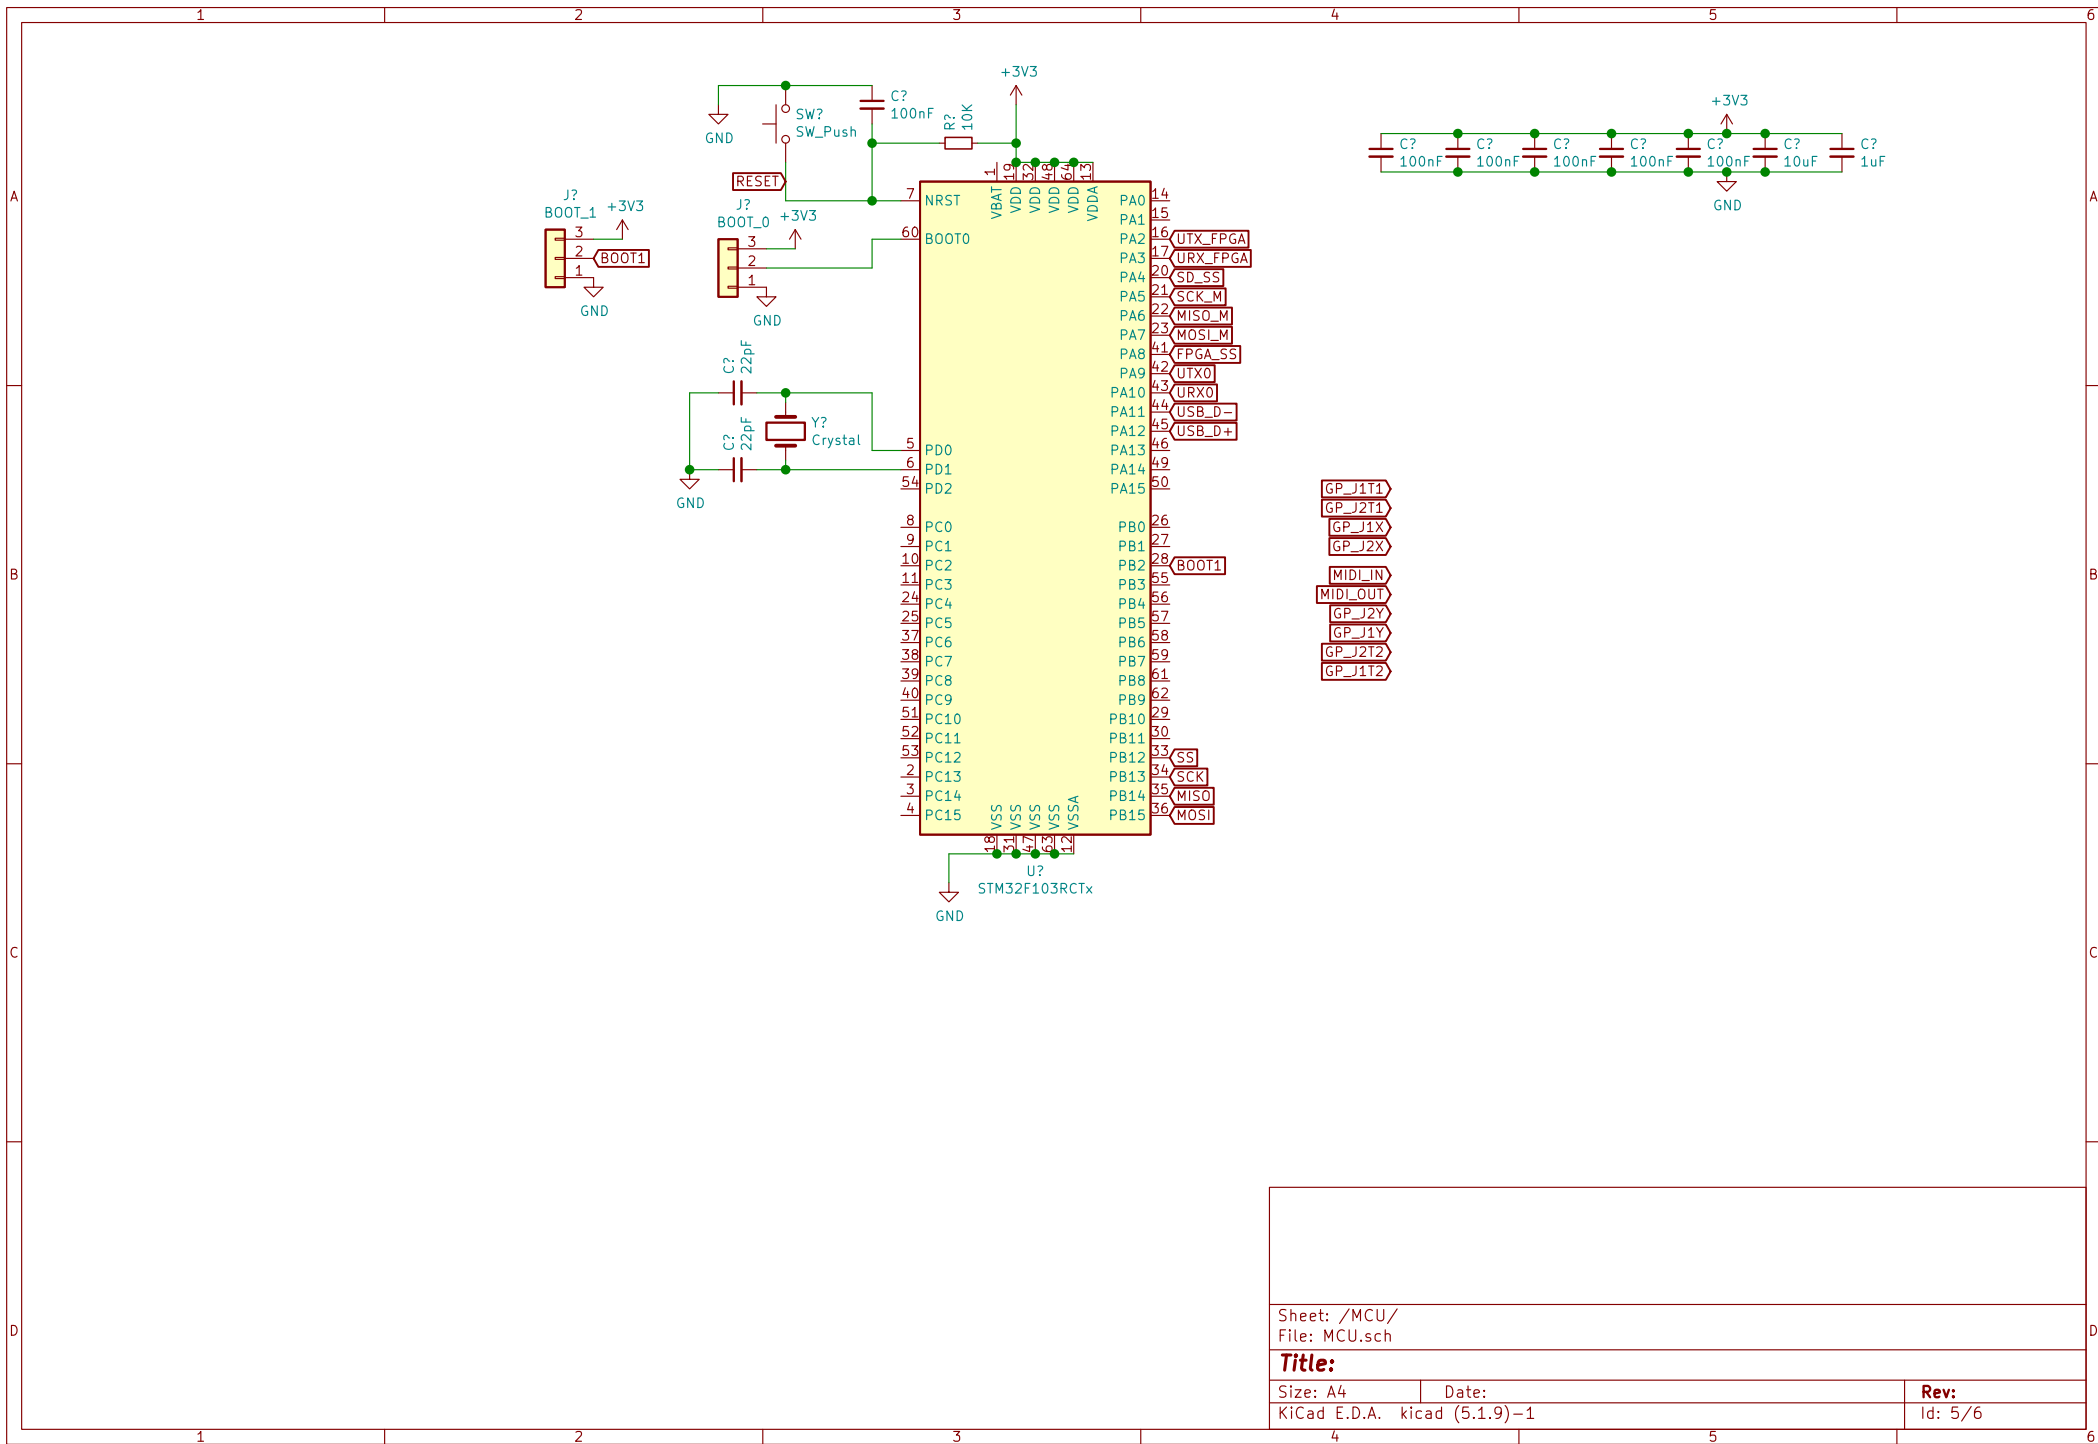 1 2 3 4 5 6
A A
B B
C C
D D
+3V3
C?
100nF
R?
10K
SW?
SW_Push
GND
RESET
J?
BOOT_1
+3V3
3
2
1
BOOT1
GND
J?
BOOT_0
+3V3
3
2
1
GND
C?
22pF
C?
22pF
Y?
Crystal
GND
1 VBAT
19 VDD
32 VDD
48 VDD
64 VDD
13 VDDA
7 NRST
60 BOOT0
5 PD0
6 PD1
54 PD2
8 PC0
9 PC1
10 PC2
11 PC3
24 PC4
25 PC5
37 PC6
38 PC7
39 PC8
40 PC9
51 PC10
52 PC11
53 PC12
2 PC13
3 PC14
4 PC15
PA0 14
PA1 15
PA2 16 UTX_FPGA
PA3 17 URX_FPGA
PA4 20 SD_SS
PA5 21 SCK_M
PA6 22 MISO_M
PA7 23 MOSI_M
PA8 41 FPGA_SS
PA9 42 UTX0
PA10 43 URX0
PA11 44 USB_D-
PA12 45 USB_D+
PA13 46
PA14 49
PA15 50
PB0 26
PB1 27
PB2 28 BOOT1
PB3 55
PB4 56
PB5 57
PB6 58
PB7 59
PB8 61
PB9 62
PB10 29
PB11 30
PB12 33 SS
PB13 34 SCK
PB14 35 MISO
PB15 36 MOSI
VSS 18
VSS 31
VSS 47
VSS 63
VSSA 12
U?
STM32F103RCTx
GND
+3V3
C?
100nF
C?
100nF
C?
100nF
C?
100nF
C?
100nF
C?
10uF
C?
1uF
GND
GP_J1T1
GP_J2T1
GP_J1X
GP_J2X
MIDI_IN
MIDI_OUT
GP_J2Y
GP_J1Y
GP_J2T2
GP_J1T2
Sheet: /MCU/
File: MCU.sch
Title:
Size: A4 Date: Rev:
KiCad E.D.A. kicad (5.1.9)-1 Id: 5/6
1 2 3 4 5 6